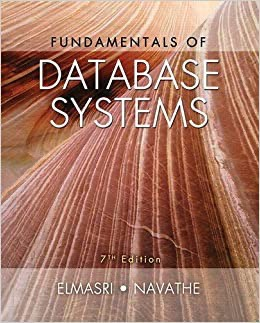 FUNDAMENTALS OF
DATABASE
SYSTEMS
7TH Edition
ELMASRI • NAVATHE